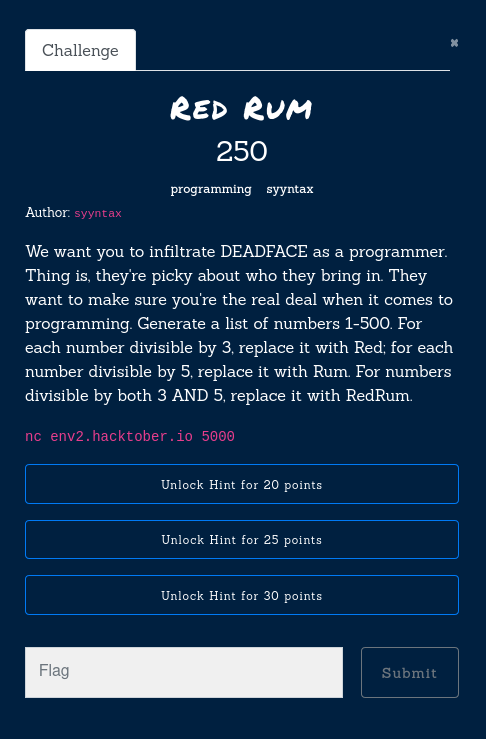 Challenge
×
Red Rum
250
programming syyntax
Author: syyntax
We want you to infiltrate DEADFACE as a programmer.
Thing is, they're picky about who they bring in. They
want to make sure you're the real deal when it comes to
programming. Generate a list of numbers 1-500. For
each number divisible by 3, replace it with Red; for each
number divisible by 5, replace it with Rum. For numbers
divisible by both 3 AND 5, replace it with RedRum.
nc env2.hacktober.io 5000
Unlock Hint for 20 points
Unlock Hint for 25 points
Unlock Hint for 30 points
Flag
Submit